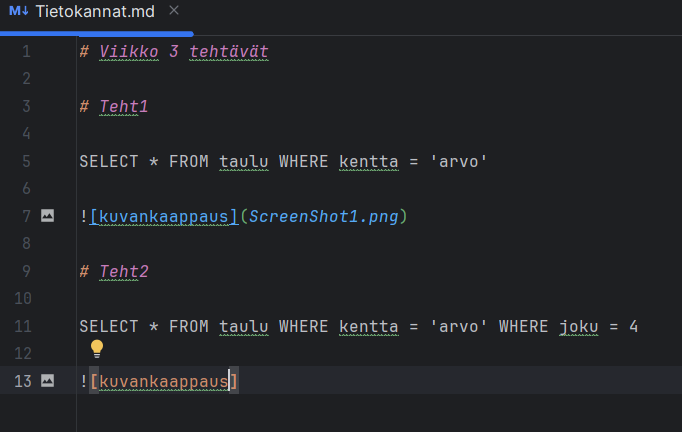 M↓ Tietokannat.md ×
1 # Viikko 3 tehtävät
2
3 # Teht1
4
5 SELECT * FROM taulu WHERE kentta = 'arvo'
6
7 ![kuvankaappaus](ScreenShot1.png)
8
9 # Teht2
10
11 SELECT * FROM taulu WHERE kentta = 'arvo' WHERE joku = 4
12
13 ![kuvankaappaus]